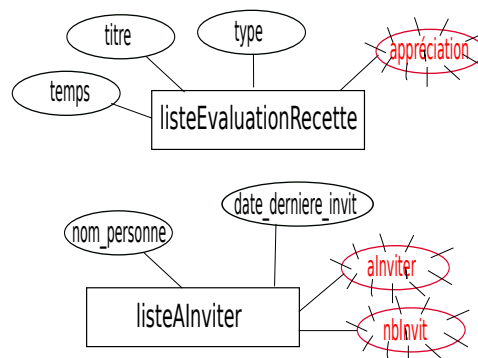 titre
type
appréciation
temps
listeEvaluationRecette
date_derniere_invit
nom_personne
aInviter
listeAInviter
nbInvit